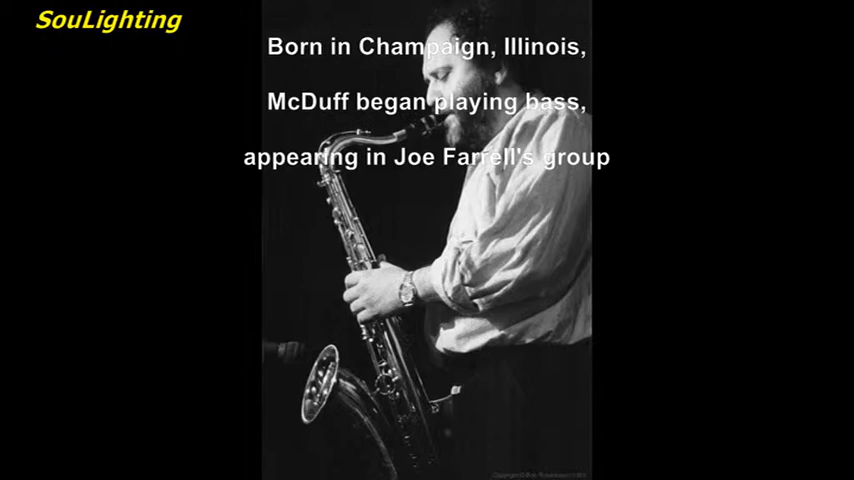 SouLighting
Born in Champaign, Illinois,
McDuff began playing bass,
appearing in Joe Farrell's group